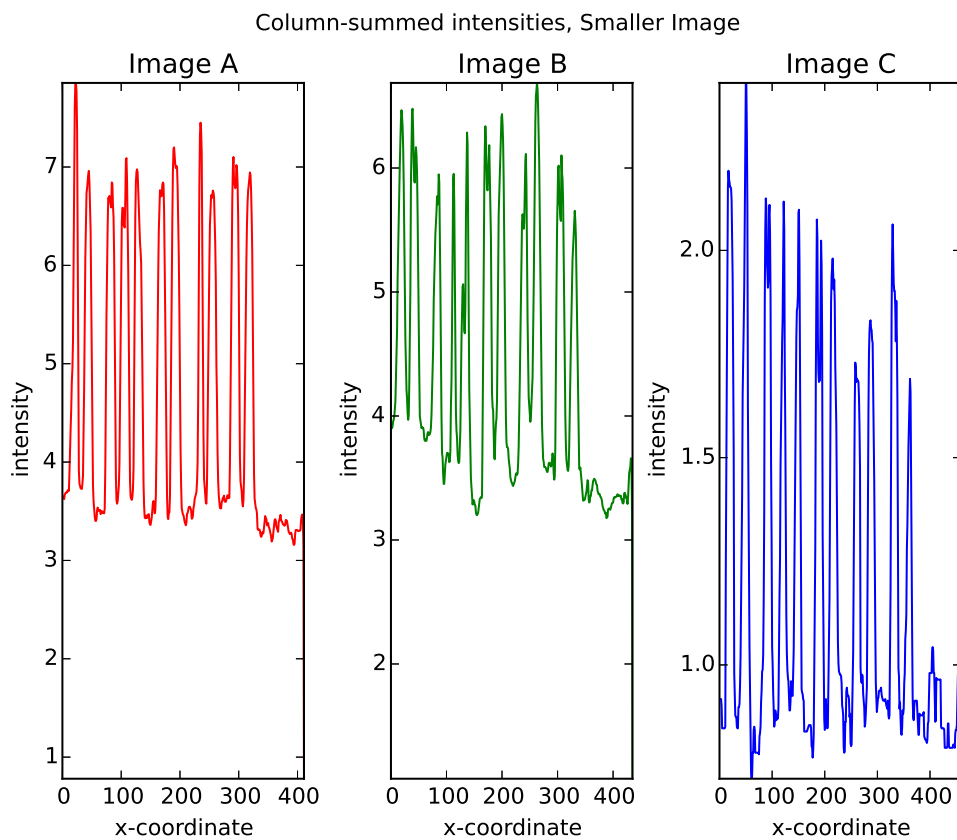 Column-summed intensities, Smaller Image
Image A
Image B
Image C
intensity
7
6
5
4
3
2
1
0 100 200 300 400
x-coordinate
intensity
6
5
4
3
2
0 100 200 300 400
x-coordinate
intensity
2.0
1.5
1.0
0 100 200 300 400
x-coordinate